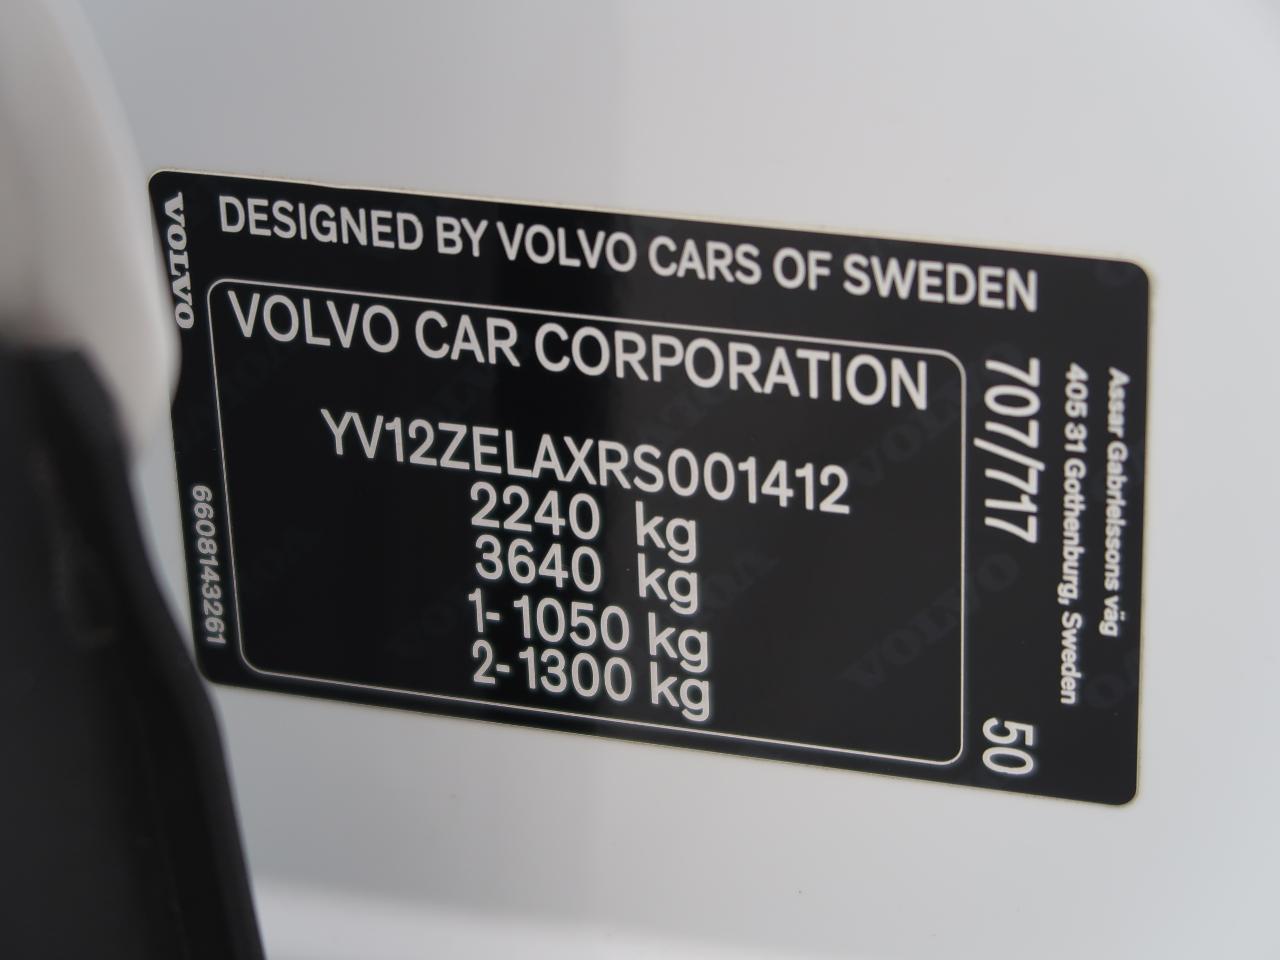 DESIGNED BY VOLVO CARS OF SWEDEN
VOLVO
VOLVO CAR CORPORATION
YV12ZELAXRS001412
2240 kg
3640 kg
1- 1050 kg
2- 1300 kg
6608143261
707/717 50
Assar Gabrielssons väg
405 31 Gothenburg, Sweden